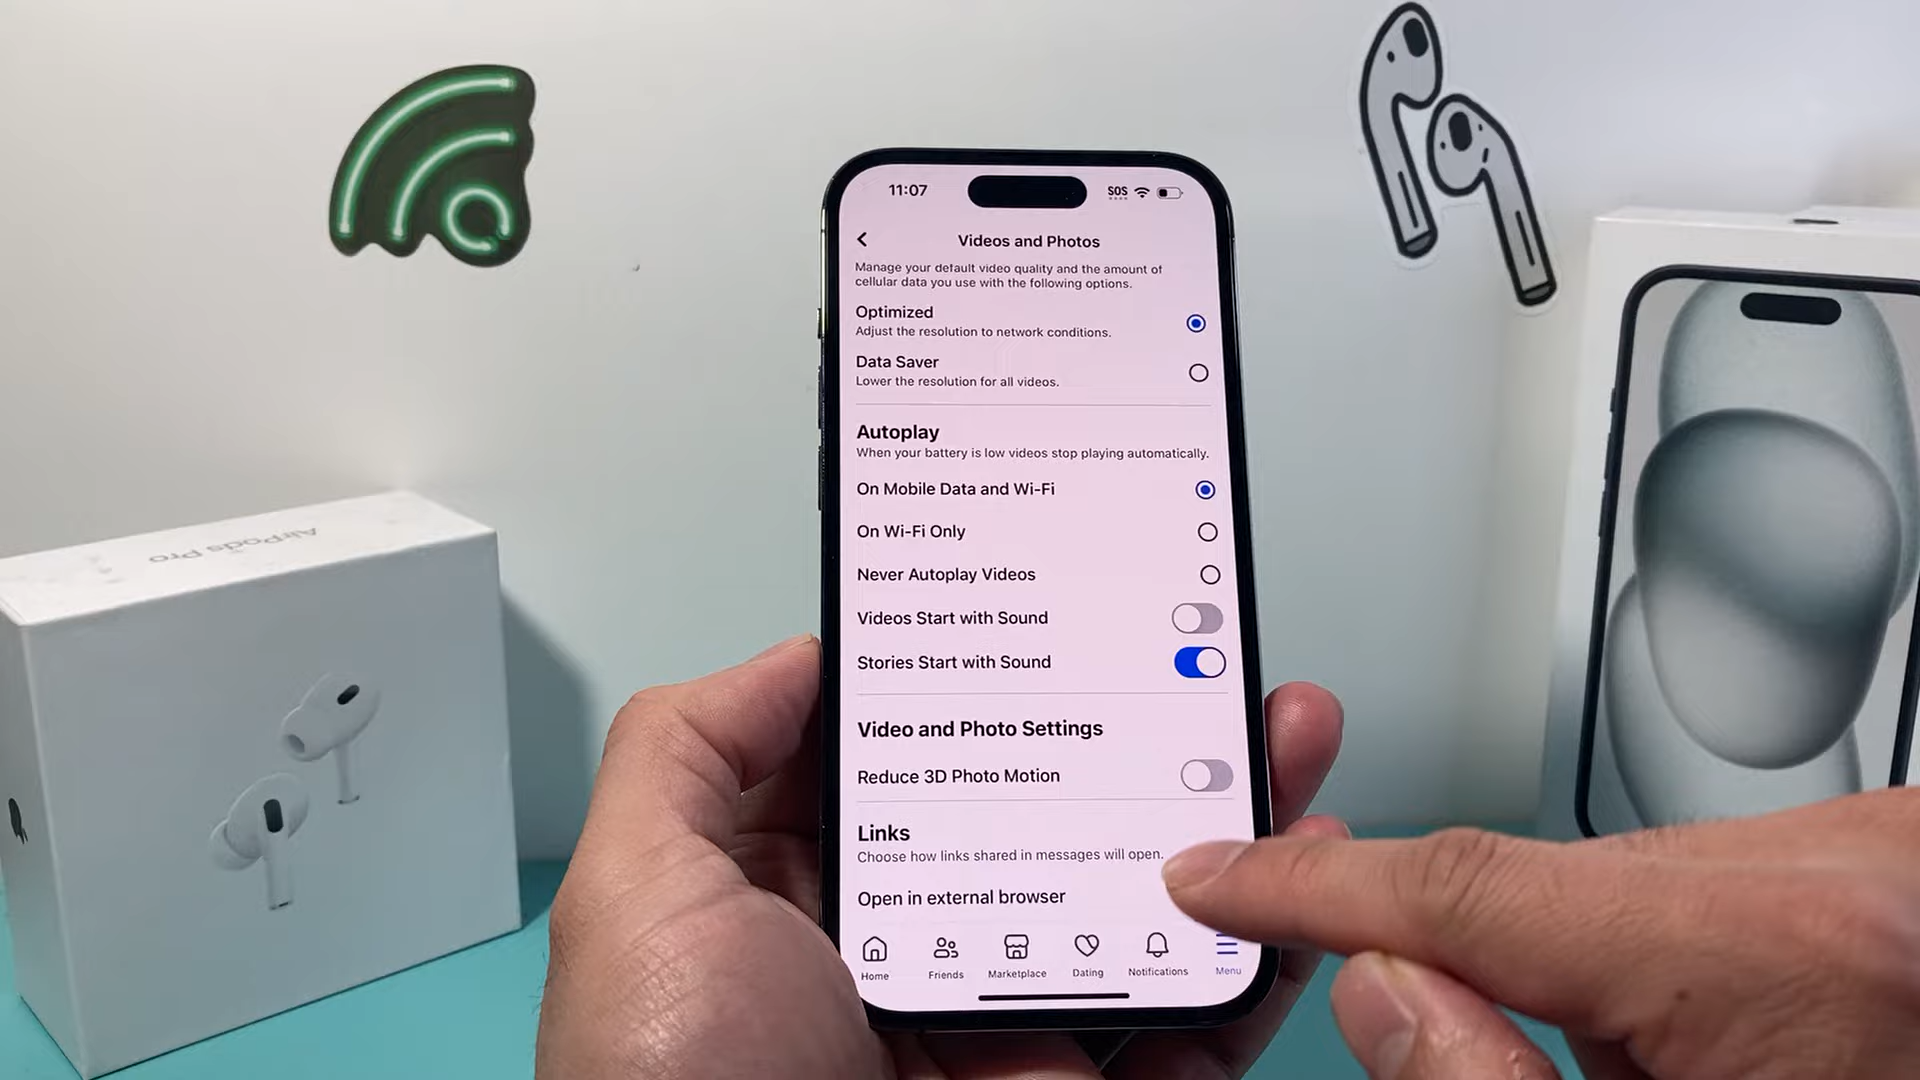 11:07
SOS
Videos and Photos
Manage your default video quality and the amount of
cellular data you use with the following options.
Optimized
Adjust the resolution to network conditions.
Data Saver
Lower the resolution for all videos.
Autoplay
When your battery is low videos stop playing automatically.
On Mobile Data and Wi-Fi
On Wi-Fi Only
Never Autoplay Videos
Videos Start with Sound
Stories Start with Sound
Video and Photo Settings
Reduce 3D Photo Motion
Links
Choose how links shared in messages will open.
Open in external browser
Home
Friends
Marketplace
Dating
Notifications
Menu
AirPods Pro